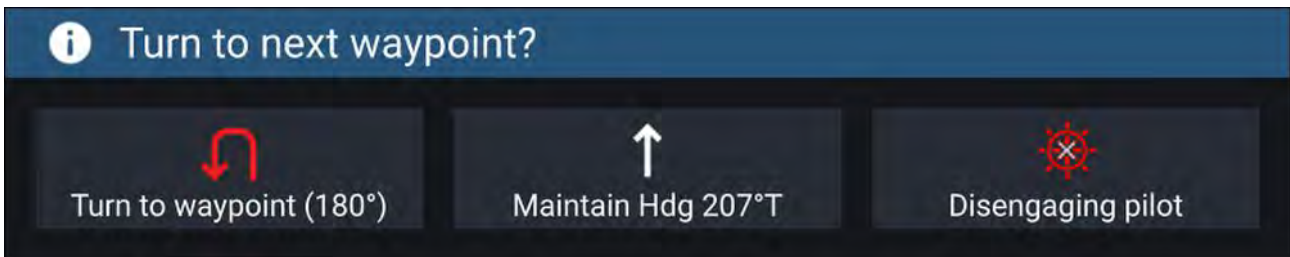 Turn to next waypoint?
Turn to waypoint (180°)
Maintain Hdg 207°T
Disengaging pilot